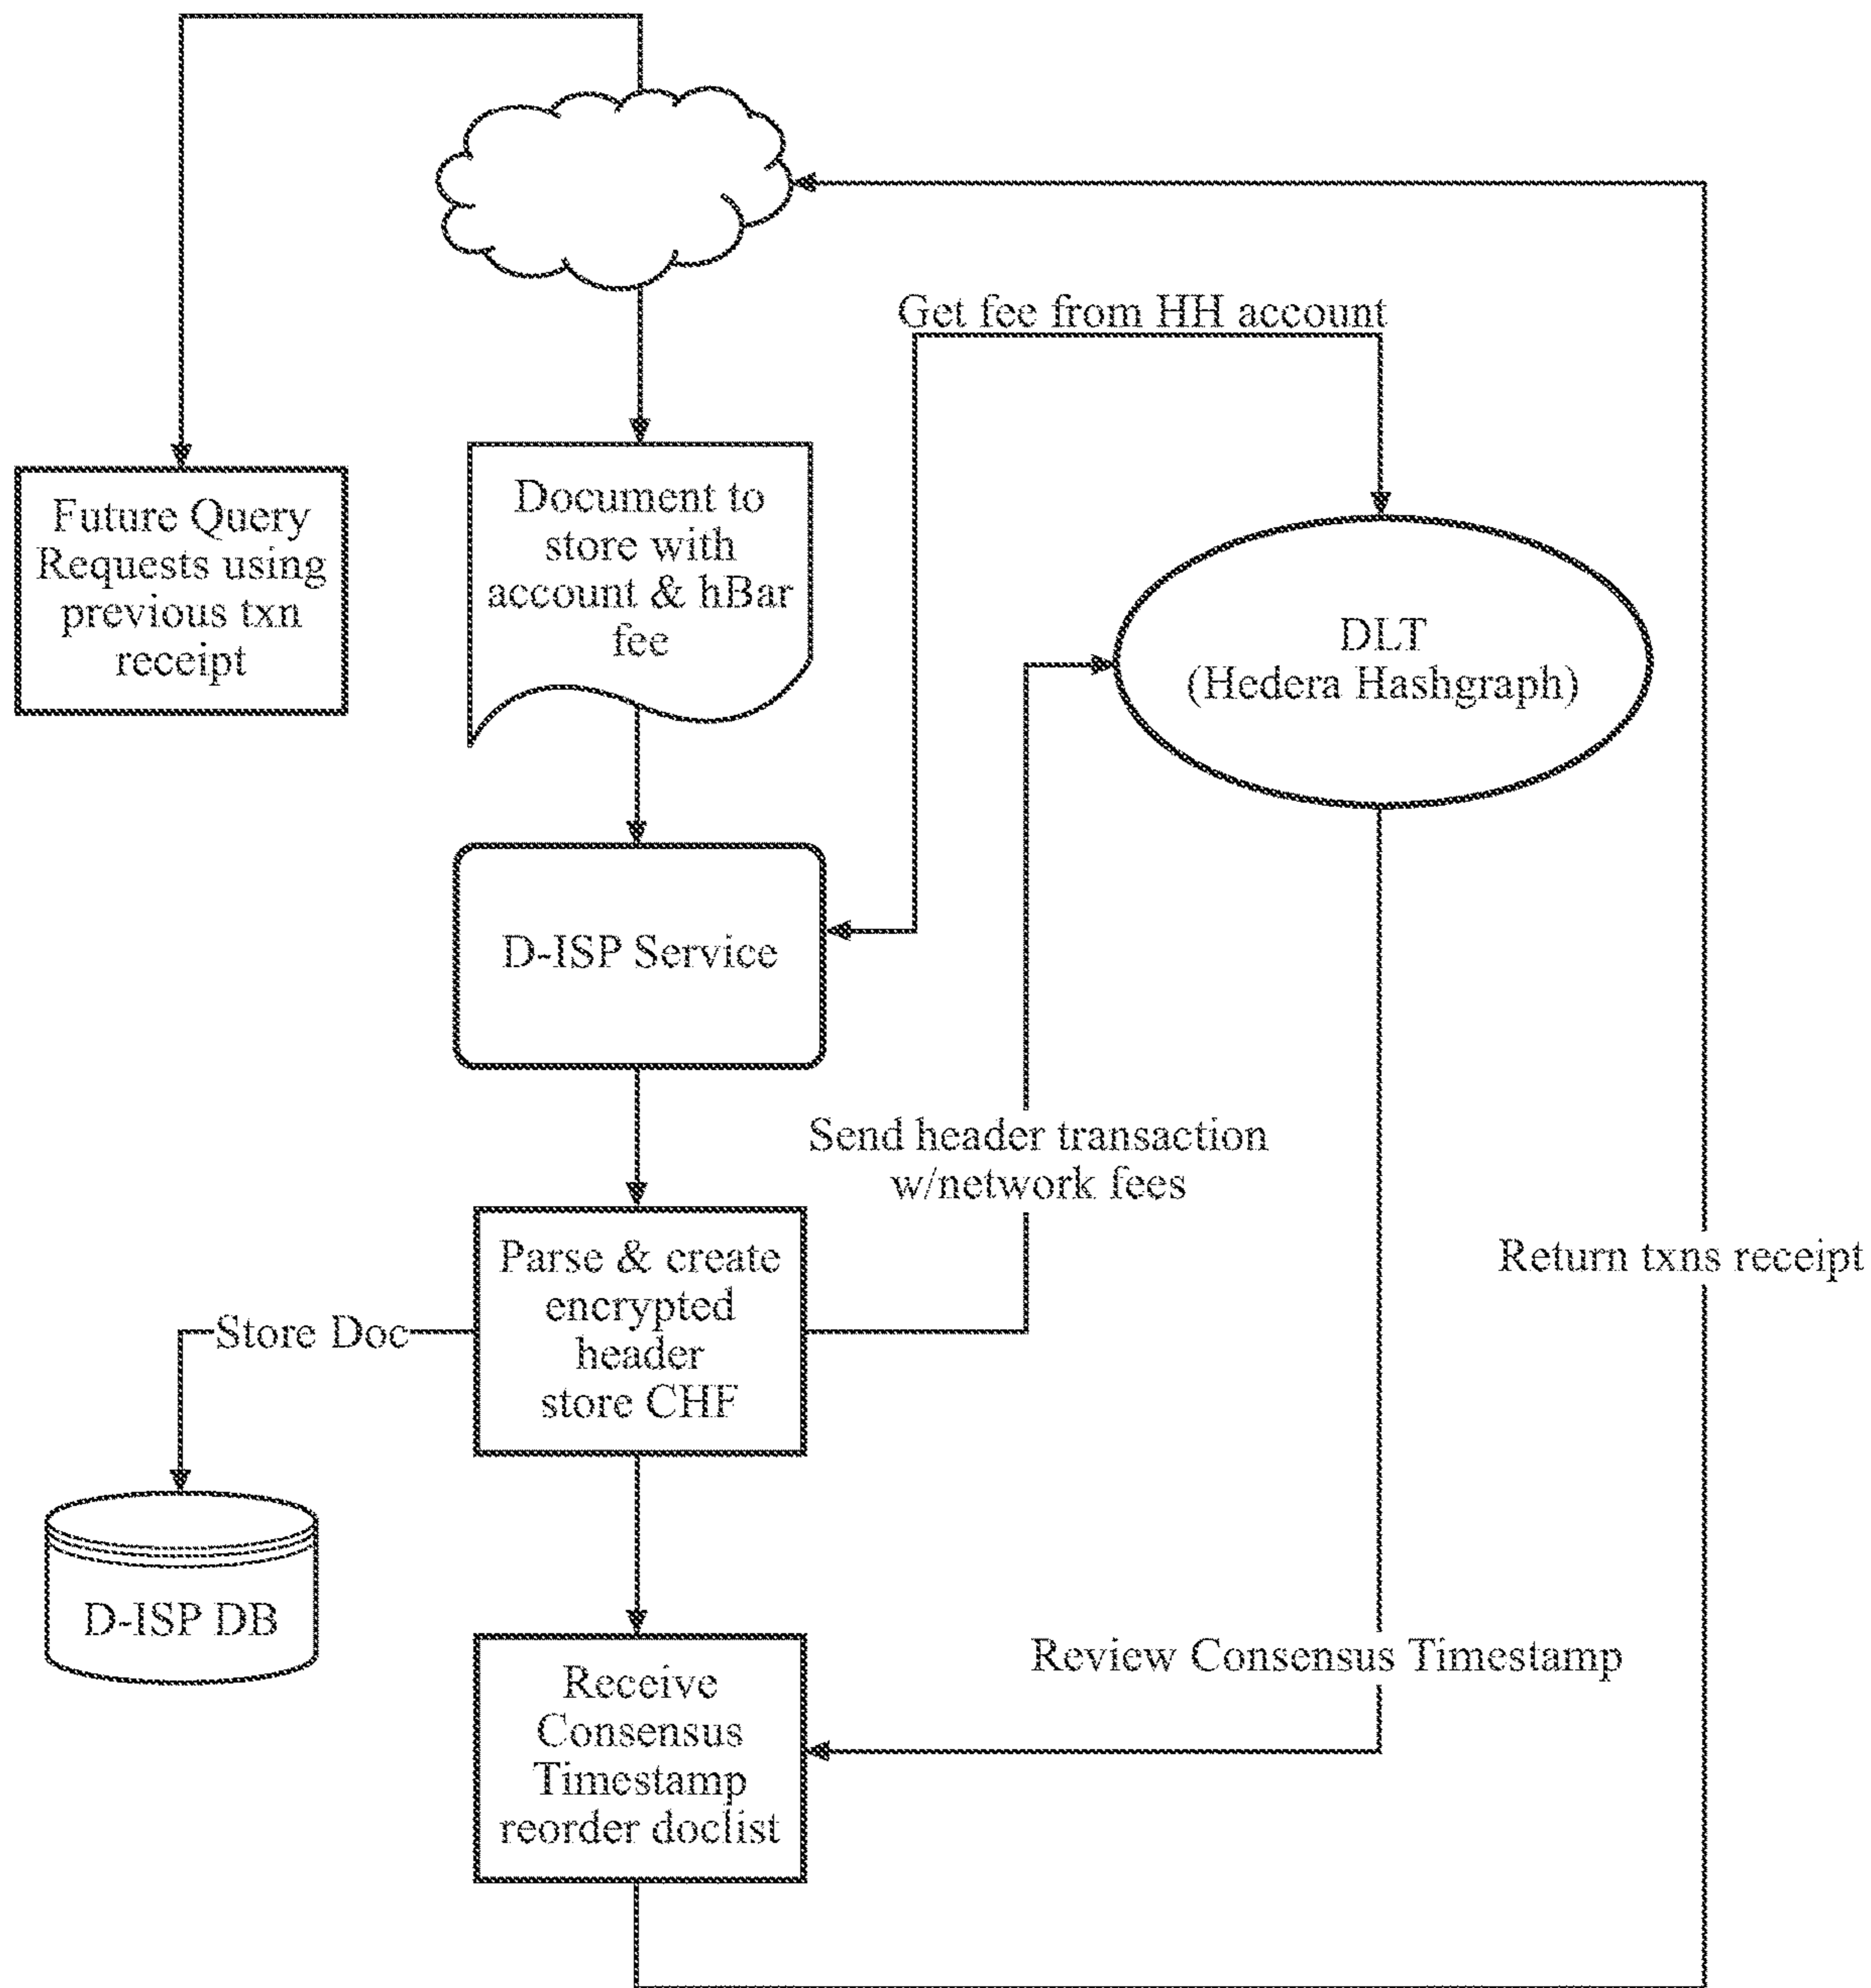 Get fee from HH account
Future Query
Requests using
previous txn
receipt
Document to
store with
account & hBar
fee
DLT
(Hedera Hashgraph)
D-ISP Service
Send header transaction
w/network fees
Parse & create
encrypted
header
store CHF
Return txns receipt
Store Doc
D-ISP DB
Receive
Consensus
Timestamp
reorder doclist
Review Consensus Timestamp